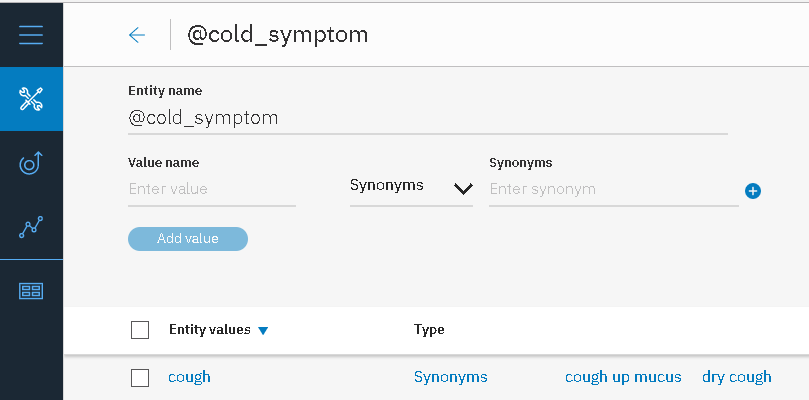 @cold_symptom
Entity name
@cold_symptom
Value name Synonyms
Enter value Synonyms Enter synonym
Add value
Entity values Type
cough Synonyms cough up mucus dry cough